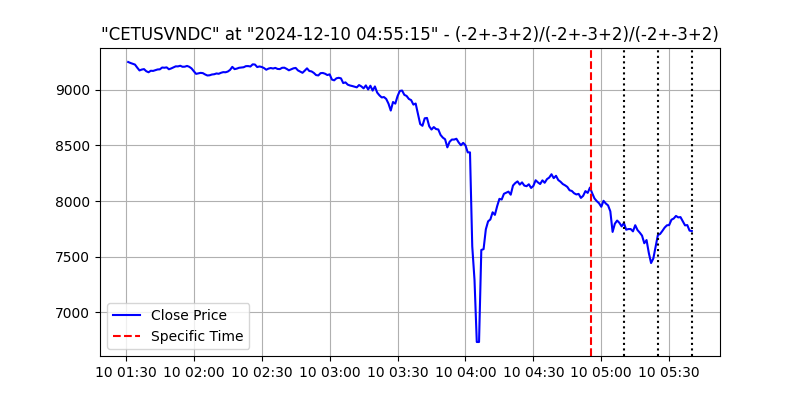 "CETUSVNDC" at "2024-12-10 04:55:15" - (-2+-3+2)/(-2+-3+2)/(-2+-3+2)
9000
8500
8000
7500
7000
Close Price
Specific Time
10 01:30 10 02:00 10 02:30 10 03:00 10 03:30 10 04:00 10 04:30 10 05:00 10 05:30